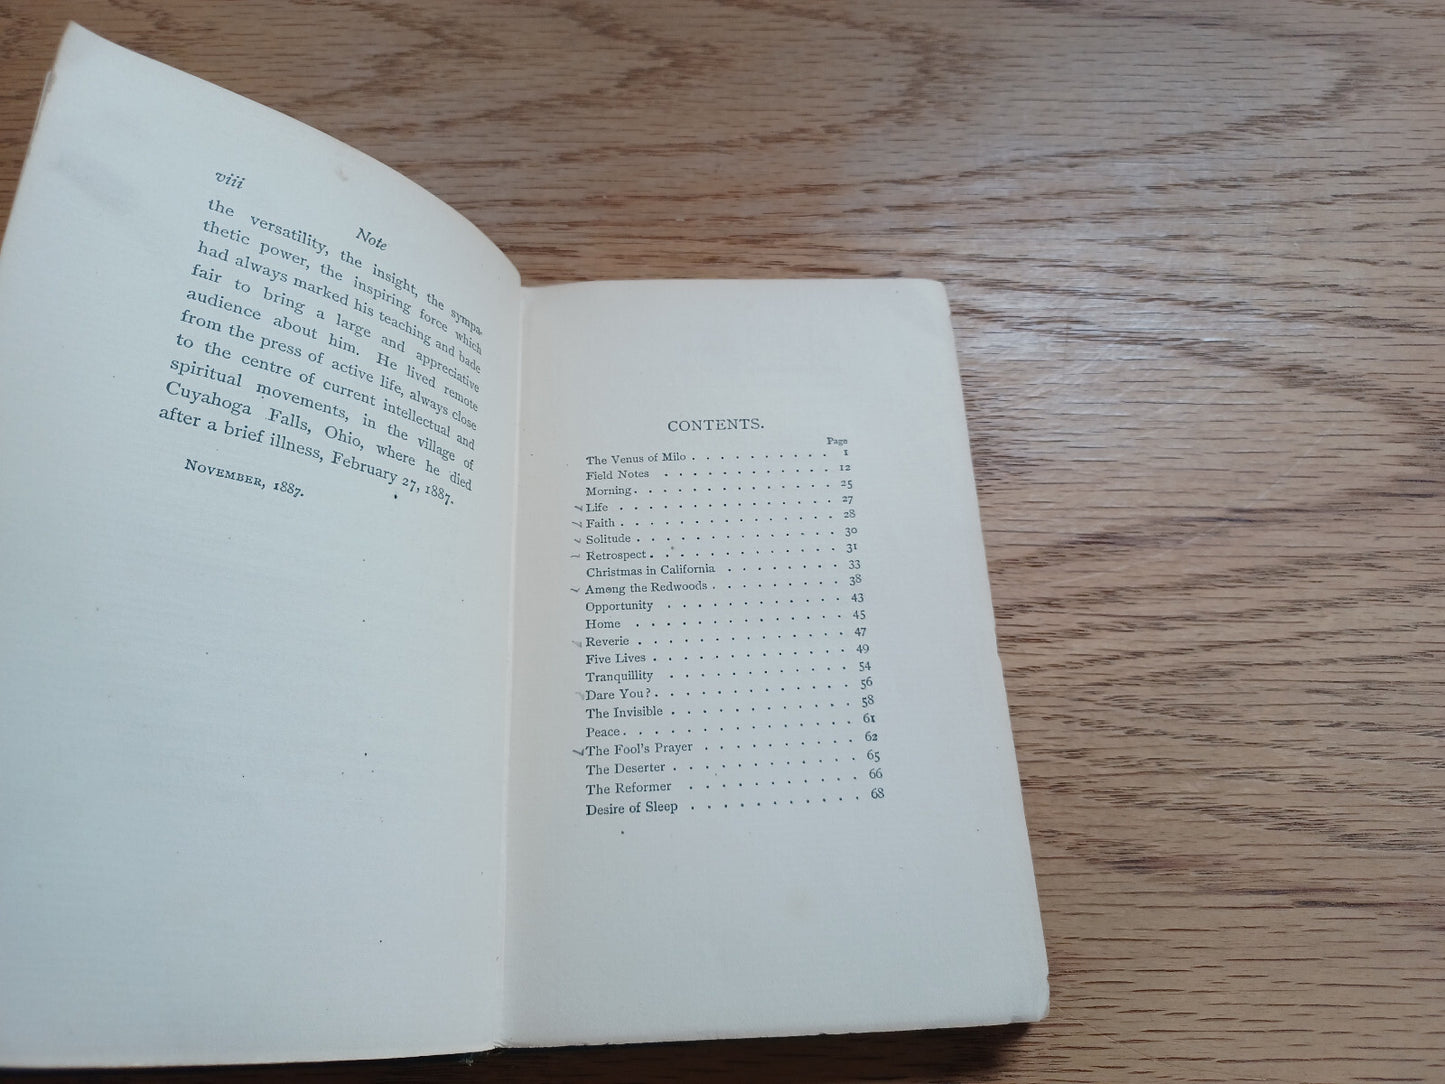 viii
Note
the versatility, the insight, the sympa-
thetic power, the inspiring force which
had always marked his teaching and bade
fair to bring a large and appreciative
audience about him. He lived remote
from the press of active life, always close
to the centre of current intellectual and
spiritual movements, in the village of
Cuyahoga Falls, Ohio, where he died
after a brief illness, February 27, 1887.
NOVEMBER, 1887.
CONTENTS.
Page
The Venus of Milo . . . . . . . . . . 1
Field Notes . . . . . . . . . . . 12
Morning . . . . . . . . . . . . 25
Life . . . . . . . . . . . . . . 27
Faith . . . . . . . . . . . . . 28
Solitude . . . . . . . . . . . . 30
Retrospect . . . . . . . . . . . . 31
Christmas in California . . . . . . . . 33
Among the Redwoods . . . . . . . . . 38
Opportunity . . . . . . . . . . . 43
Home . . . . . . . . . . . . . 45
Reverie . . . . . . . . . . . . . 47
Five Lives . . . . . . . . . . . . 49
Tranquillity . . . . . . . . . . . 54
Dare You? . . . . . . . . . . . . 56
The Invisible . . . . . . . . . . . 58
Peace . . . . . . . . . . . . . 61
The Fool's Prayer . . . . . . . . . . 62
The Deserter . . . . . . . . . . . 65
The Reformer . . . . . . . . . . . 66
Desire of Sleep . . . . . . . . . . . 68